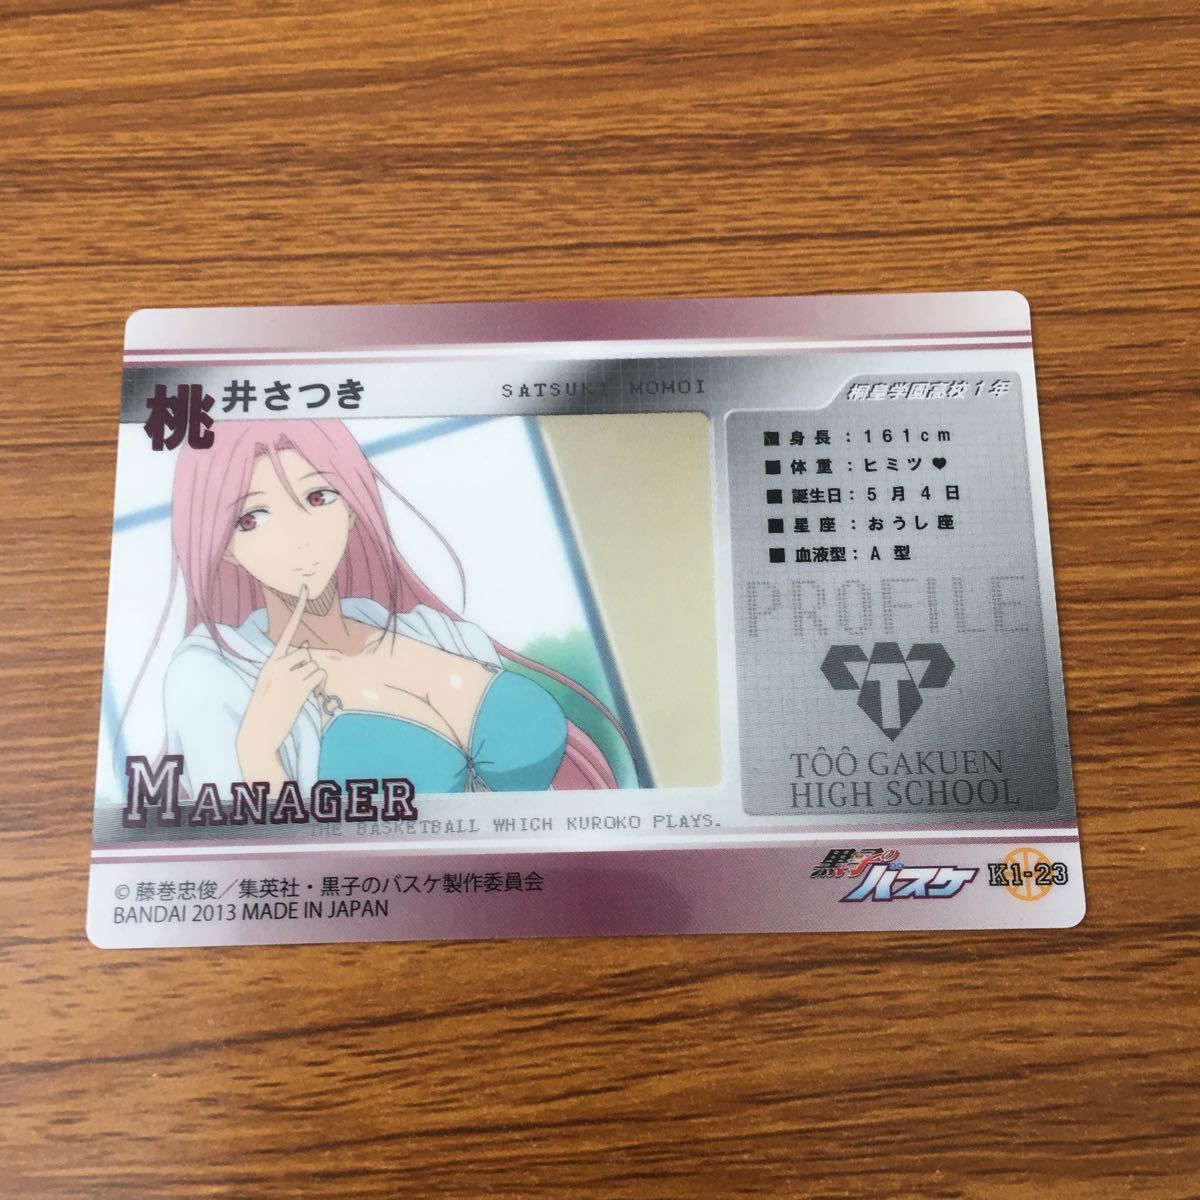 桃井さつき
SATSUKI MOMOI
桐皇学園高校1年
■身長：161cm
■体重：ヒミツ♥
■誕生日：5月4日
■星座：おうし座
■血液型：A型
PROFILE
T
TÔÔ GAKUEN
HIGH SCHOOL
MANAGER
THE BASKETBALL WHICH KUROKO PLAYS.
© 藤巻忠俊／集英社・黒子のバスケ製作委員会
BANDAI 2013 MADE IN JAPAN
黒子のバスケ
K1-23